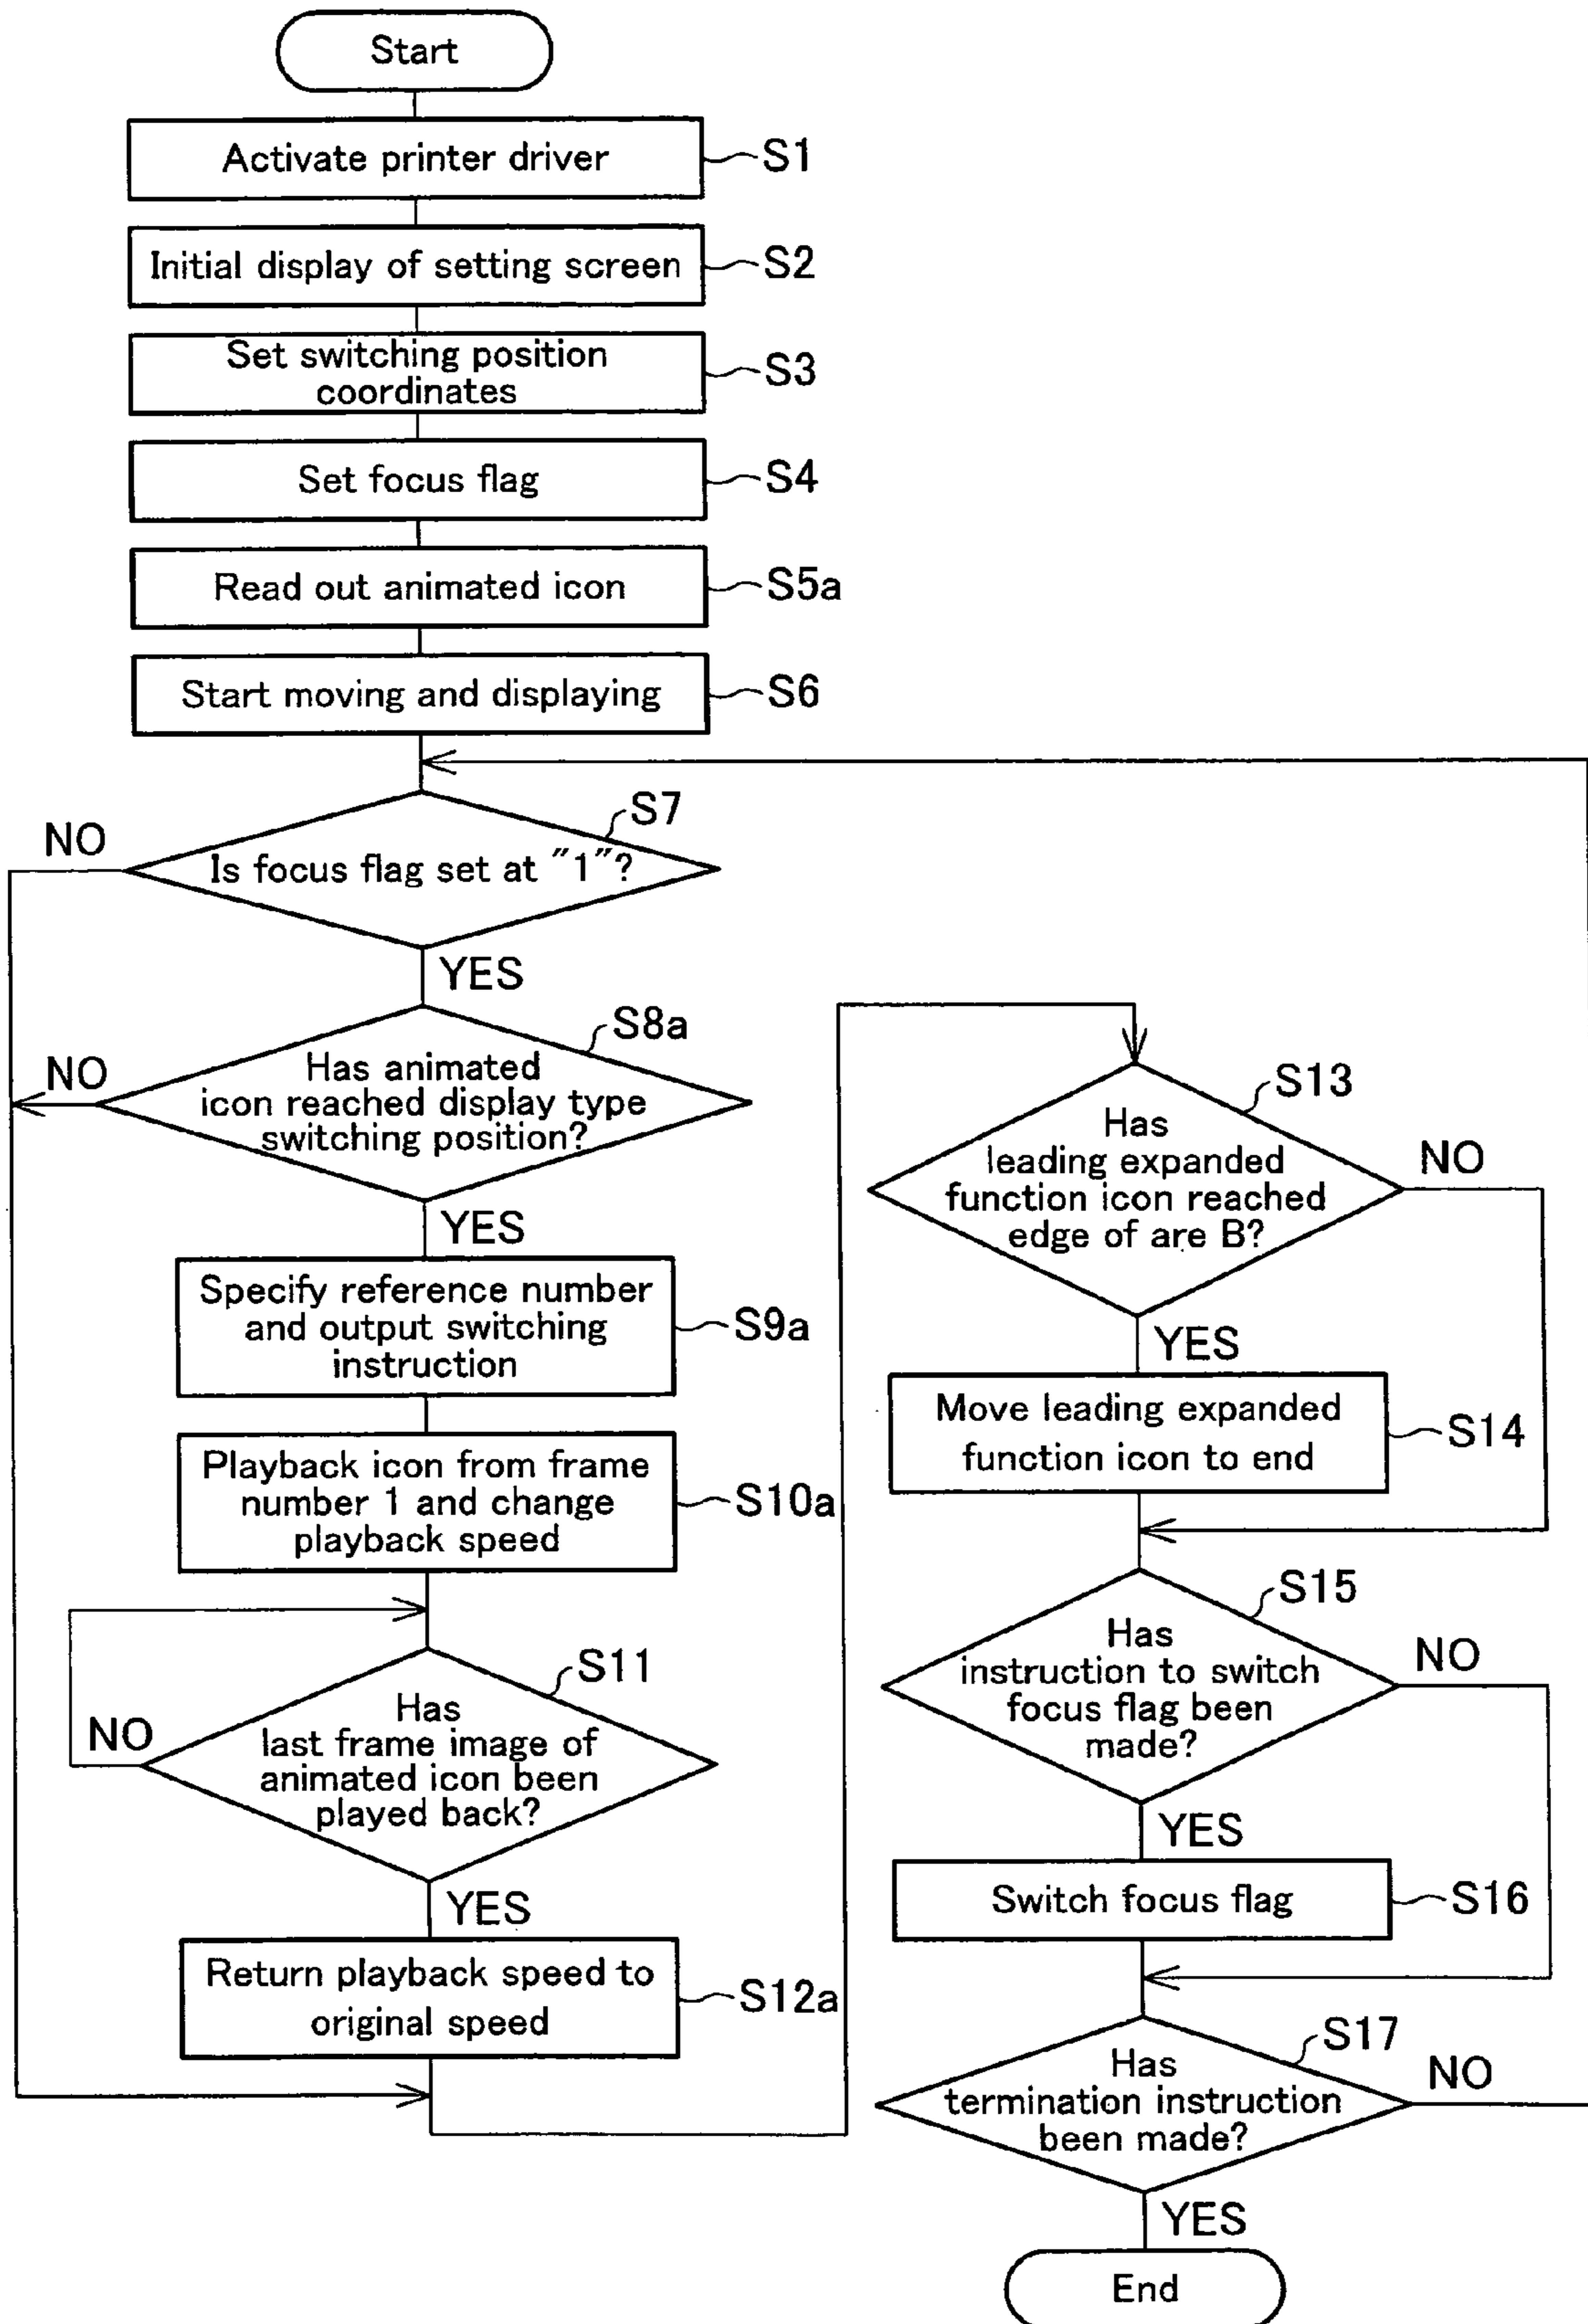 Start
Activate printer driver
S1
Initial display of setting screen
S2
Set switching position
coordinates
S3
Set focus flag
S4
Read out animated icon
S5a
Start moving and displaying
S6
S7
NO
Is focus flag set at "1"?
YES
S8a
NO
Has animated
icon reached display type
switching position?
YES
Specify reference number
and output switching
instruction
S9a
Playback icon from frame
number 1 and change
playback speed
S10a
S11
NO
Has
last frame image of
animated icon been
played back?
YES
Return playback speed to
original speed
S12a
S13
Has
leading expanded
function icon reached
edge of are B?
NO
YES
Move leading expanded
function icon to end
S14
S15
Has
instruction to switch
focus flag been
made?
NO
YES
Switch focus flag
S16
S17
Has
termination instruction
been made?
NO
YES
End